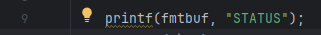 9 printf(fmtbuf, "STATUS");